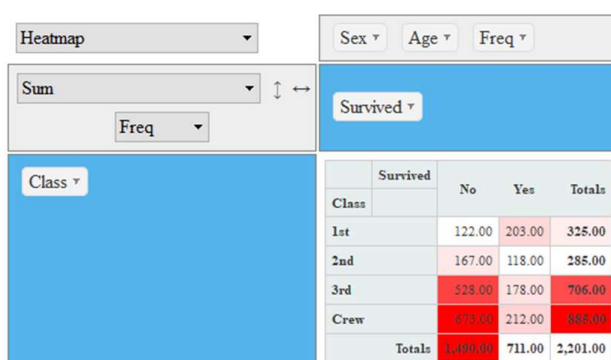 Heatmap
Sex Age Freq
Sum
Freq
Survived
Class
Survived No Yes Totals
Class
1st 122.00 203.00 325.00
2nd 167.00 118.00 285.00
3rd 528.00 178.00 706.00
Crew 673.00 212.00 885.00
Totals 1,490.00 711.00 2,201.00